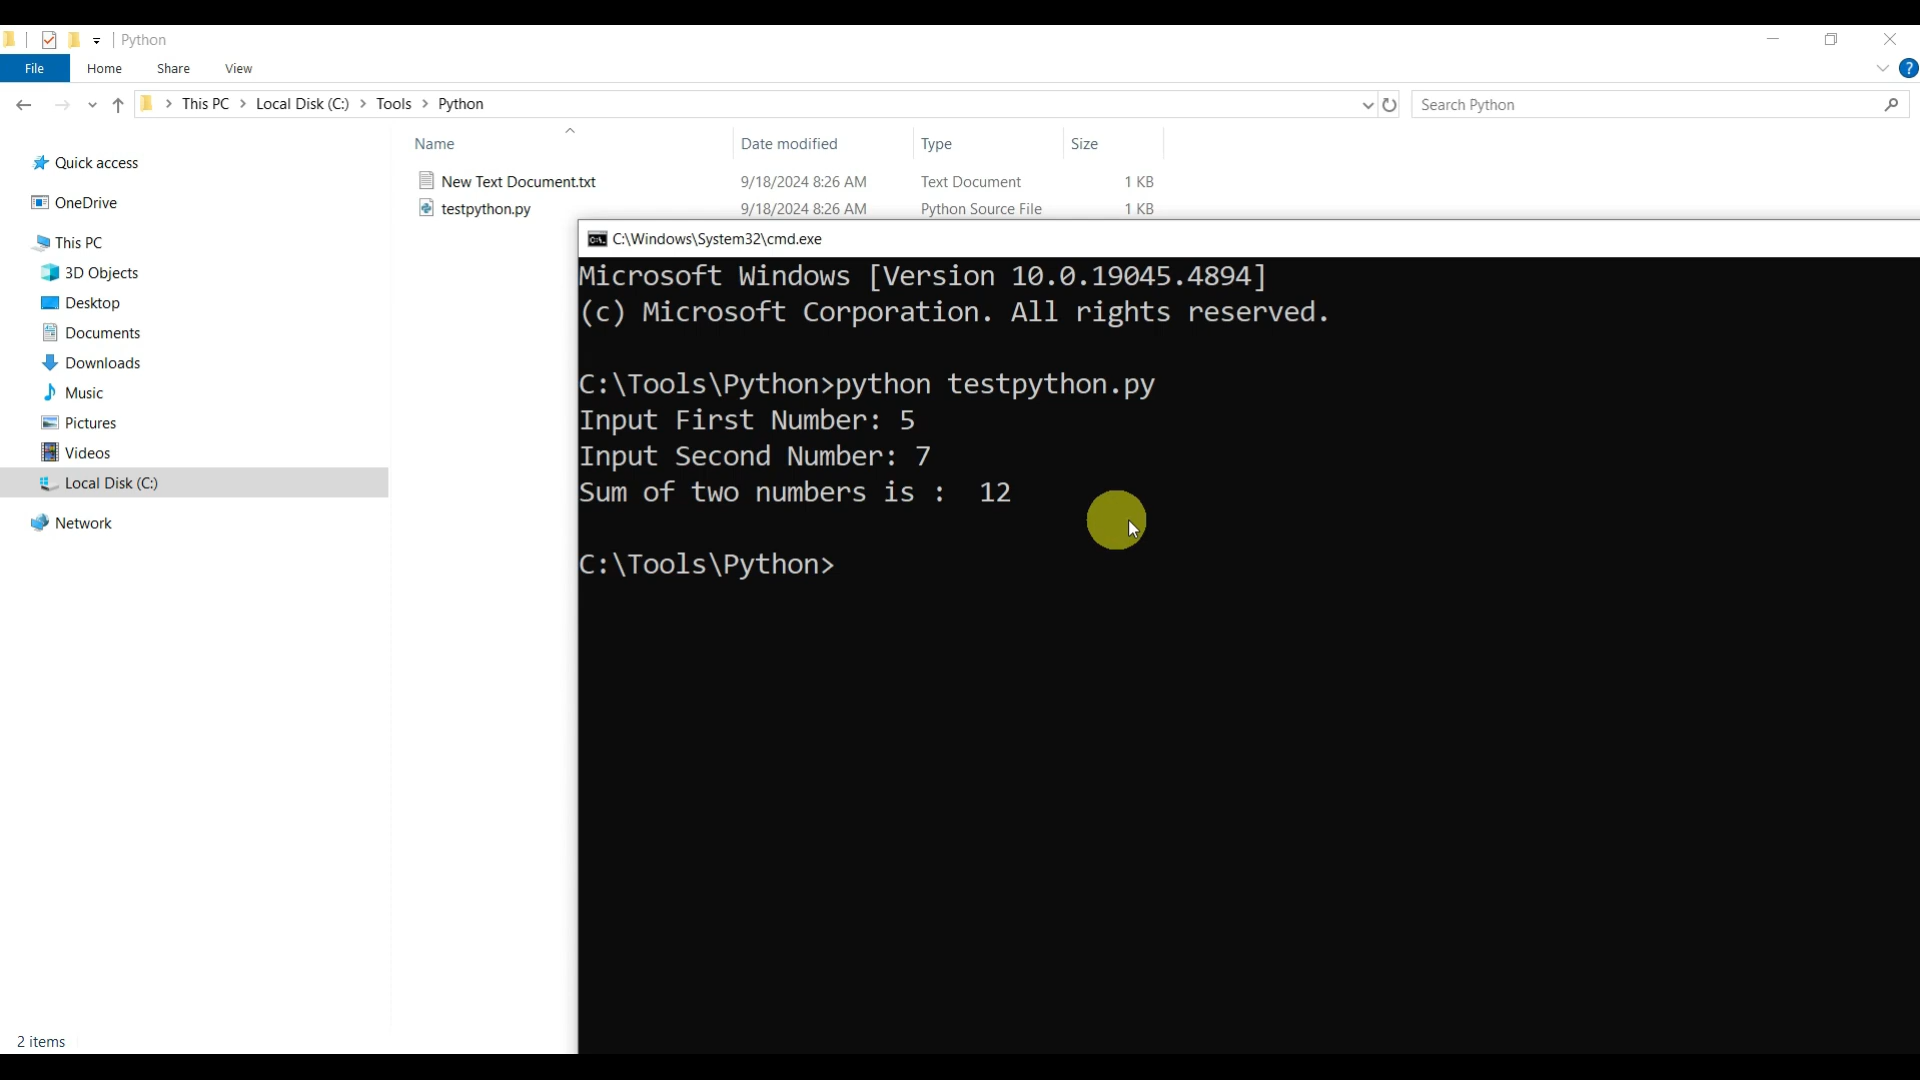 Python
File Home Share View
This PC > Local Disk (C:) > Tools > Python
Search Python
?
Name Date modified Type Size
New Text Document.txt 9/18/2024 8:26 AM Text Document 1 KB
testpython.py 9/18/2024 8:26 AM Python Source File 1 KB
Quick access
OneDrive
This PC
3D Objects
Desktop
Documents
Downloads
Music
Pictures
Videos
Local Disk (C:)
Network
2 items
C:\Windows\System32\cmd.exe
Microsoft Windows [Version 10.0.19045.4894]
(c) Microsoft Corporation. All rights reserved.
C:\Tools\Python>python testpython.py
Input First Number: 5
Input Second Number: 7
Sum of two numbers is :  12
C:\Tools\Python>